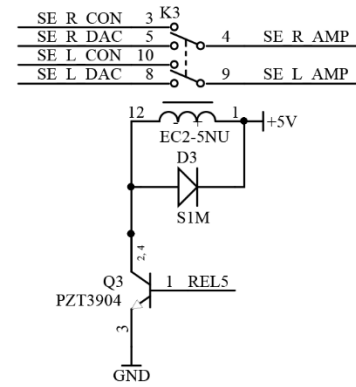 SE R CON 3 K3
SE R DAC 5 4 SE R AMP
SE L CON 10
SE L DAC 8 9 SE L AMP
12 1 +5V
- +
EC2-5NU
D3
S1M
2, 4
Q3 1 REL5
PZT3904
3
GND